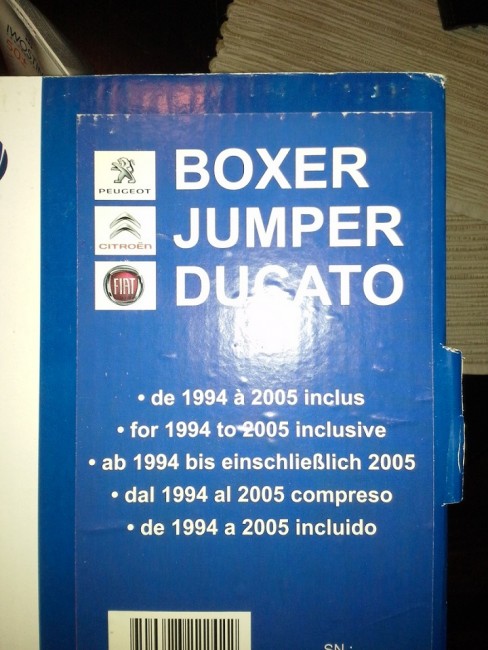 PEUGEOT
BOXER
CITROËN
JUMPER
FIAT
DUCATO
• de 1994 à 2005 inclus
• for 1994 to 2005 inclusive
• ab 1994 bis einschließlich 2005
• dal 1994 al 2005 compreso
• de 1994 a 2005 incluido
SN :